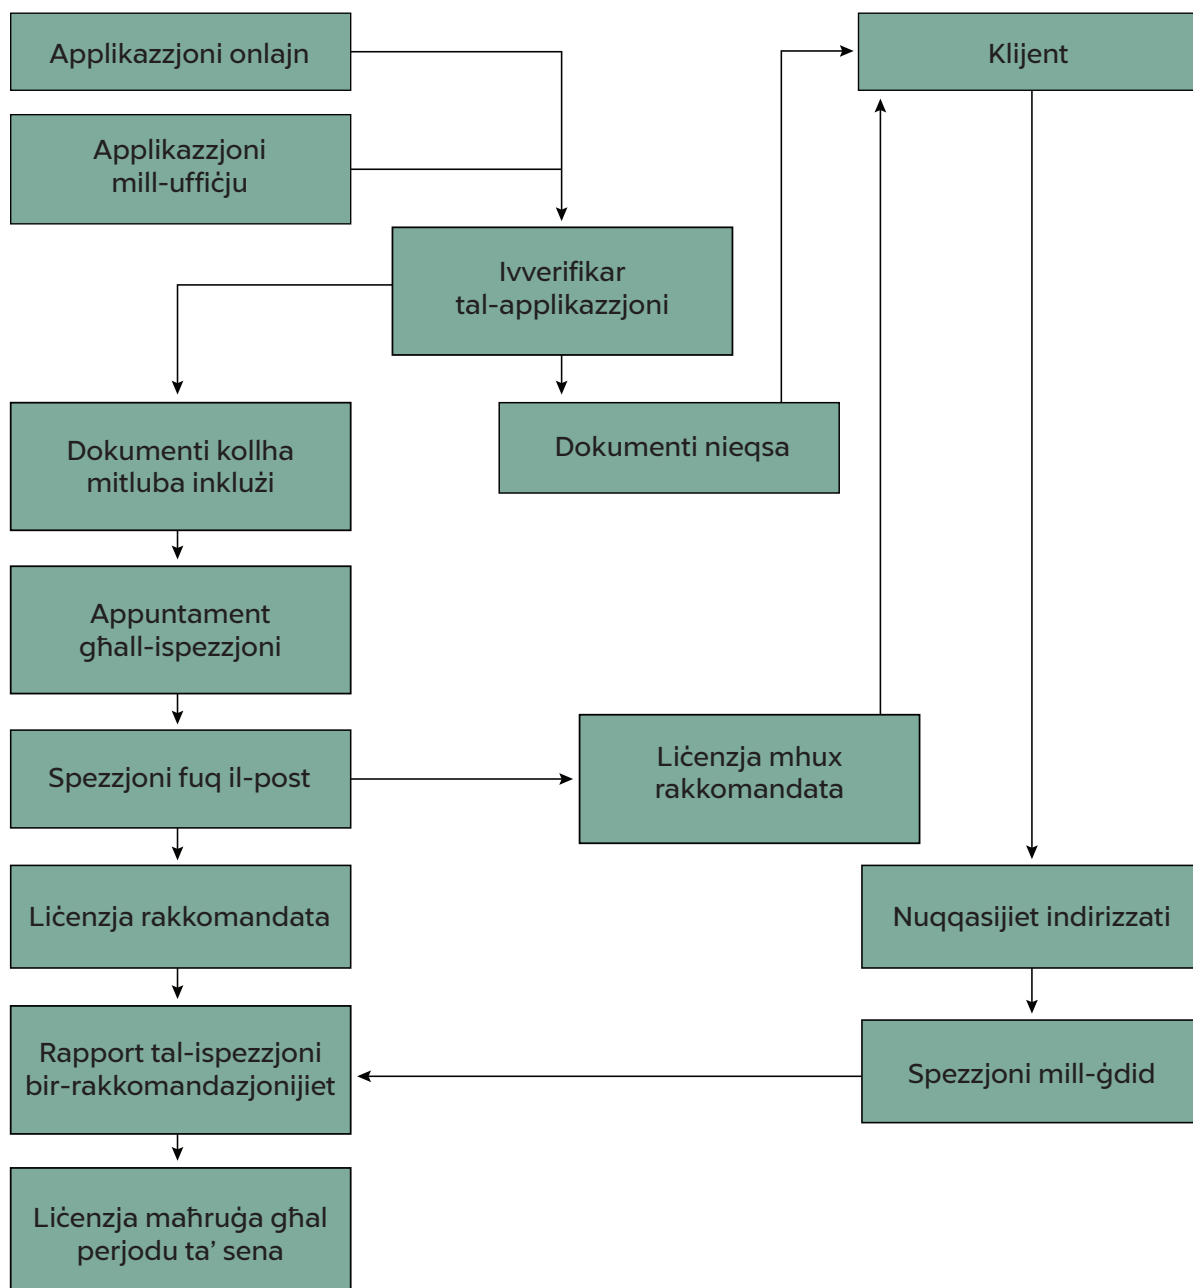 Applikazzjoni onlajn
Klijent
Applikazzjoni
mill-uffiċju
Ivverifikar
tal-applikazzjoni
Dokumenti kollha
mitluba inklużi
Dokumenti nieqsa
Appuntament
għall-ispezzjoni
Spezzjoni fuq il-post
Liċenzja mhux
rakkomandata
Liċenzja rakkomandata
Nuqqasijiet indirizzati
Rapport tal-ispezzjoni
bir-rakkomandazjonijiet
Spezzjoni mill-ġdid
Liċenzja maħruġa għal
perjodu ta’ sena